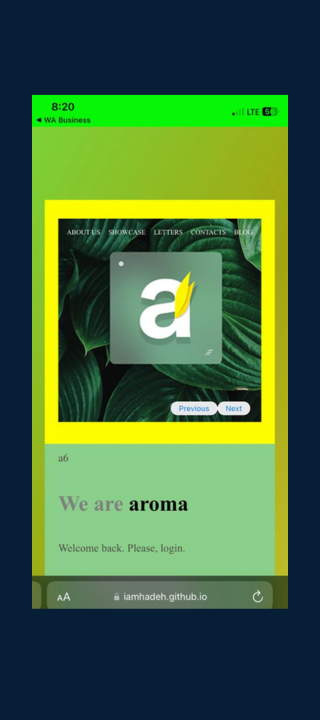 8:20
LTE
◄ WA Business
ABOUT US SHOWCASE LETTERS CONTACTS BLOG
a
Previous Next
a6
We are aroma
Welcome back. Please, login.
AA iamhadeh.github.io